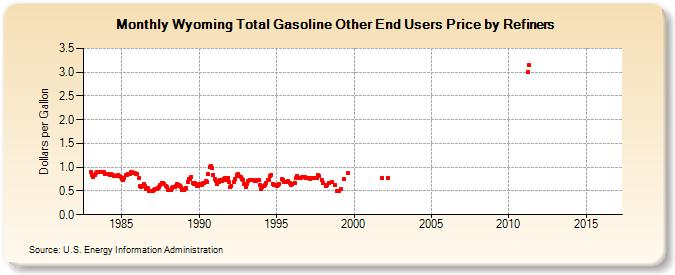 Monthly Wyoming Total Gasoline Other End Users Price by Refiners
Dollars per Gallon
3.5
3.0
2.5
2.0
1.5
1.0
0.5
0.0
1985 1990 1995 2000 2005 2010 2015
Source: U.S. Energy Information Administration